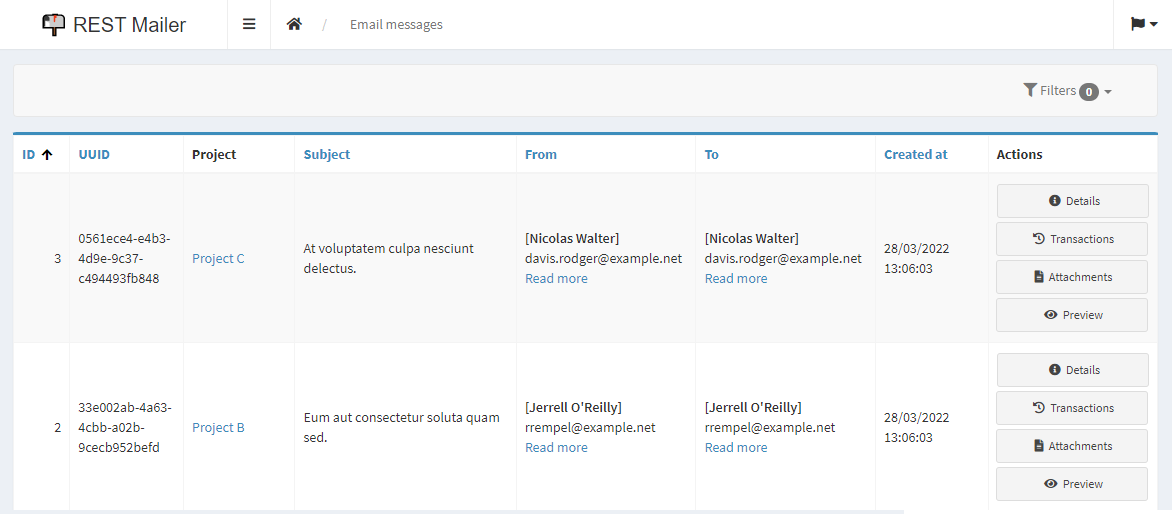 REST Mailer
/ Email messages
Filters 0
ID UUID Project Subject From To Created at Actions
3
0561ece4-e4b3-
4d9e-9c37-
c494493fb848
Project C
At voluptatem culpa nesciunt
delectus.
[Nicolas Walter]
davis.rodger@example.net
Read more
[Nicolas Walter]
davis.rodger@example.net
Read more
28/03/2022
13:06:03
Details
Transactions
Attachments
Preview
2
33e002ab-4a63-
4cbb-a02b-
9cecb952befd
Project B
Eum aut consectetur soluta quam
sed.
[Jerrell O'Reilly]
rrempel@example.net
Read more
[Jerrell O'Reilly]
rrempel@example.net
Read more
28/03/2022
13:06:03
Details
Transactions
Attachments
Preview